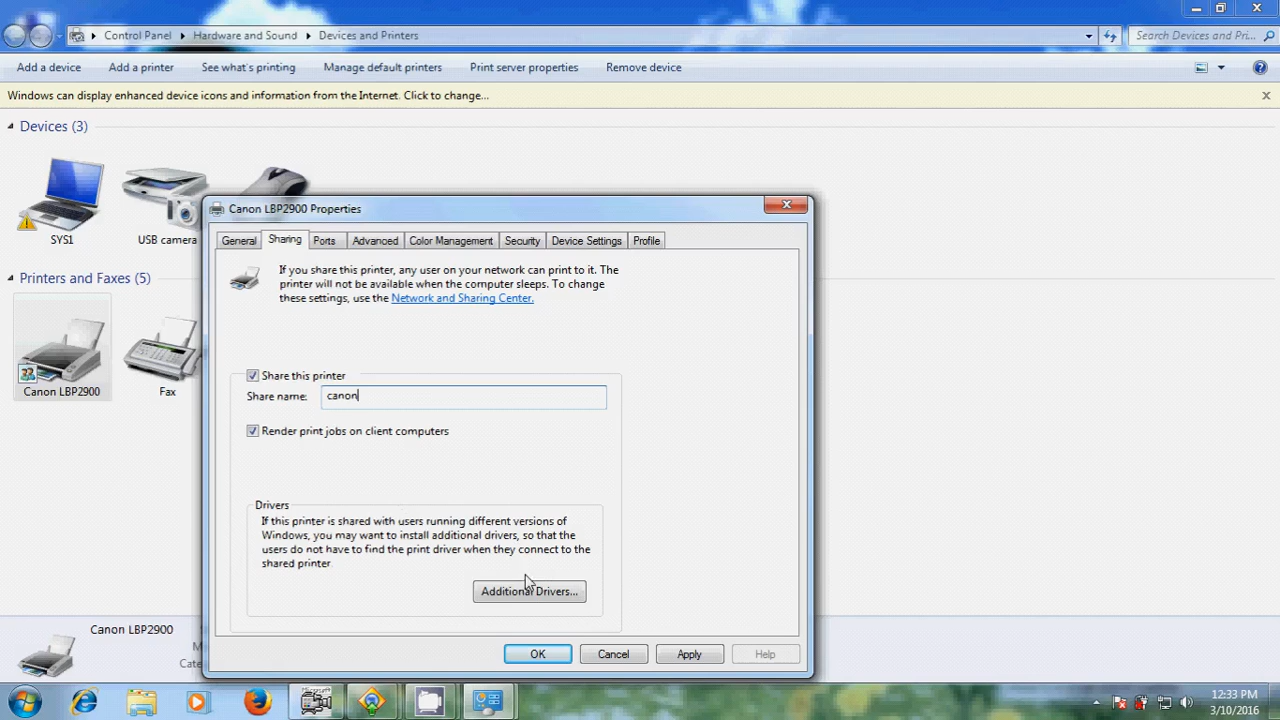 Control Panel Hardware and Sound Devices and Printers Search Devices and Pri...
Add a device Add a printer See what's printing Manage default printers Print server properties Remove device
Windows can display enhanced device icons and information from the Internet. Click to change...
Devices (3)
SYS1 USB camera
Printers and Faxes (5)
Canon LBP2900 Fax
Canon LBP2900 Properties
General Sharing Ports Advanced Color Management Security Device Settings Profile
If you share this printer, any user on your network can print to it. The
printer will not be available when the computer sleeps. To change
these settings, use the Network and Sharing Center.
Share this printer
Share name: canon
Render print jobs on client computers
Drivers
If this printer is shared with users running different versions of
Windows, you may want to install additional drivers, so that the
users do not have to find the print driver when they connect to the
shared printer.
Additional Drivers...
OK Cancel Apply Help
Canon LBP2900
Cate
12:33 PM
3/10/2016